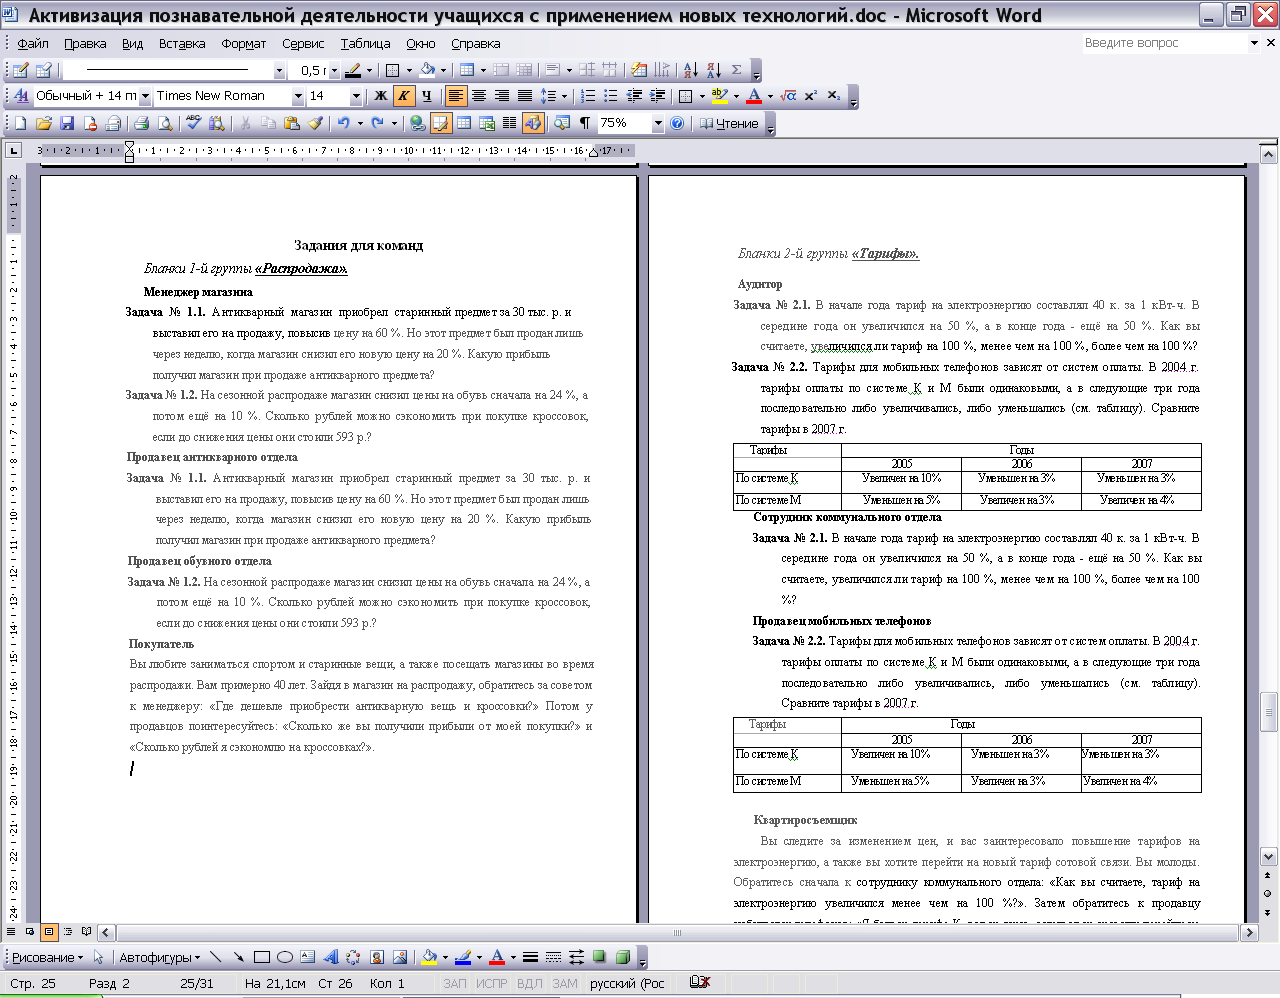 Активизация познавательной деятельности учащихся с применением новых технологий.doc - Microsoft Word
Файл Правка Вид Вставка Формат Сервис Таблица Окно Справка
Введите вопрос
0,5
Обычный + 14 пт Times New Roman 14 Ж К Ч
75% Чтение
Задания для команд
Бланки 1-й группы «Распродажа».
Менеджер магазина
Задача № 1.1. Антикварный магазин приобрел старинный предмет за 30 тыс. р. и
выставил его на продажу, повысив цену на 60 %. Но этот предмет был продан лишь
через неделю, когда магазин снизил его новую цену на 20 %. Какую прибыль
получил магазин при продаже антикварного предмета?
Задача № 1.2. На сезонной распродаже магазин снизил цены на обувь сначала на 24 %, а
потом ещё на 10 %. Сколько рублей можно сэкономить при покупке кроссовок,
если до снижения цены они стоили 593 р.?
Продавец антикварного отдела
Задача № 1.1. Антикварный магазин приобрел старинный предмет за 30 тыс. р. и
выставил его на продажу, повысив цену на 60 %. Но этот предмет был продан лишь
через неделю, когда магазин снизил его новую цену на 20 %. Какую прибыль
получил магазин при продаже антикварного предмета?
Продавец обувного отдела
Задача № 1.2. На сезонной распродаже магазин снизил цены на обувь сначала на 24 %, а
потом ещё на 10 %. Сколько рублей можно сэкономить при покупке кроссовок,
если до снижения цены они стоили 593 р.?
Покупатель
Вы любите заниматься спортом и старинные вещи, а также посещать магазины во время
распродажи. Вам примерно 40 лет. Зайдя в магазин на распродажу, обратитесь за советом
к менеджеру: «Где дешевле приобрести антикварную вещь и кроссовки?» Потом у
продавцов поинтересуйтесь: «Сколько же вы получили прибыли от моей покупки?» и
«Сколько рублей я сэкономлю на кроссовках?».
Бланки 2-й группы «Тарифы».
Аудитор
Задача № 2.1. В начале года тариф на электроэнергию составлял 40 к. за 1 кВт-ч. В
середине года он увеличился на 50 %, а в конце года - ещё на 50 %. Как вы
считаете, увеличился ли тариф на 100 %, менее чем на 100 %, более чем на 100 %?
Задача № 2.2. Тарифы для мобильных телефонов зависят от систем оплаты. В 2004 г.
тарифы оплаты по системе К и М были одинаковыми, а в следующие три года
последовательно либо увеличивались, либо уменьшались (см. таблицу). Сравните
тарифы в 2007 г.
Тарифы Годы
2005 2006 2007
По системе К Увеличен на 10% Уменьшен на 3% Уменьшен на 3%
По системе М Уменьшен на 5% Увеличен на 3% Увеличен на 4%
Сотрудник коммунального отдела
Задача № 2.1. В начале года тариф на электроэнергию составлял 40 к. за 1 кВт-ч. В
середине года он увеличился на 50 %, а в конце года - ещё на 50 %. Как вы
считаете, увеличился ли тариф на 100 %, менее чем на 100 %, более чем на 100
%?
Продавец мобильных телефонов
Задача № 2.2. Тарифы для мобильных телефонов зависят от систем оплаты. В 2004 г.
тарифы оплаты по системе К и М были одинаковыми, а в следующие три года
последовательно либо увеличивались, либо уменьшались (см. таблицу).
Сравните тарифы в 2007 г.
Тарифы Годы
2005 2006 2007
По системе К Увеличен на 10% Уменьшен на 3% Уменьшен на 3%
По системе М Уменьшен на 5% Увеличен на 3% Увеличен на 4%
Квартиросъемщик
Вы следите за изменением цен, и вас заинтересовало повышение тарифов на
электроэнергию, а также вы хотите перейти на новый тариф сотовой связи. Вы молоды.
Обратитесь сначала к сотруднику коммунального отдела: «Как вы считаете, тариф на
электроэнергию увеличился менее чем на 100 %?». Затем обратитесь к продавцу
Рисование Автофигуры
Стр. 25 Разд 2 25/31 На 21,1см Ст 26 Кол 1 ЗАП ИСПР ВДЛ ЗАМ русский (Рос